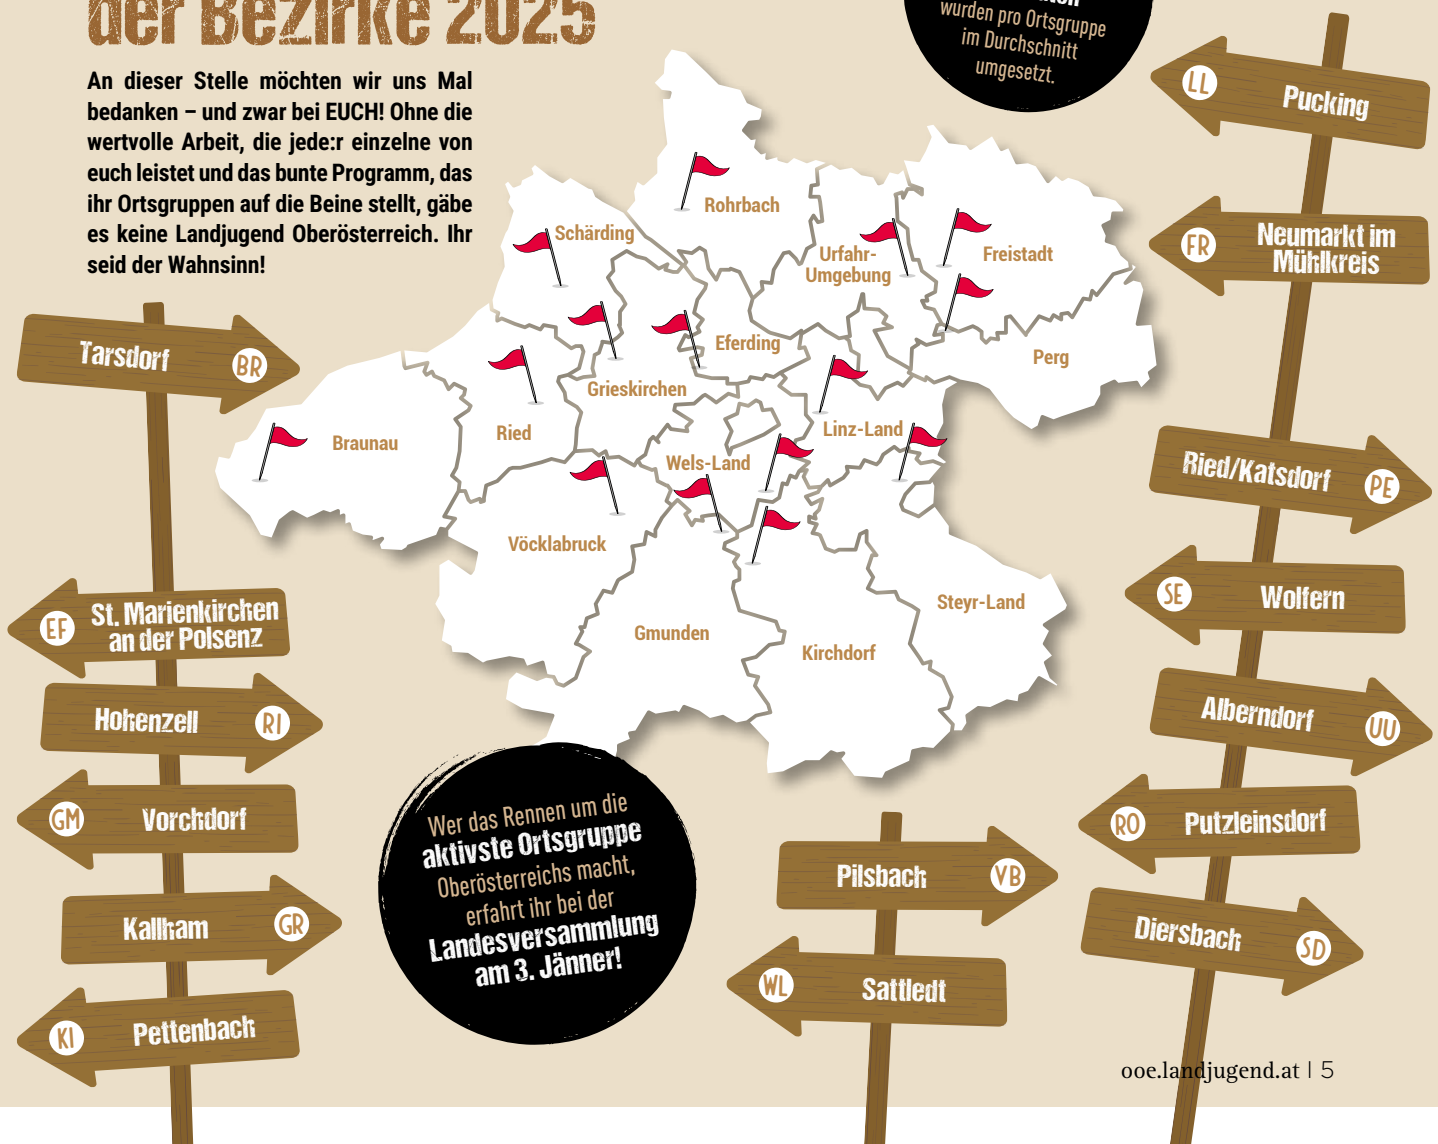 der Bezirke 2025
An dieser Stelle möchten wir uns Mal
bedanken – und zwar bei EUCH! Ohne die
wertvolle Arbeit, die jede:r einzelne von
euch leistet und das bunte Programm, das
ihr Ortsgruppen auf die Beine stellt, gäbe
es keine Landjugend Oberösterreich. Ihr
seid der Wahnsinn!
wurden pro Ortsgruppe
im Durchschnitt
umgesetzt.
Rohrbach
Schärding
Urfahr-
Umgebung
Freistadt
Eferding
Perg
Grieskirchen
Braunau
Ried
Linz-Land
Wels-Land
Vöcklabruck
Steyr-Land
Gmunden
Kirchdorf
Tarsdorf BR
EF St. Marienkirchen
an der Polsenz
Hohenzell RI
GM Vorchdorf
Kallham GR
KI Pettenbach
Wer das Rennen um die
aktivste Ortsgruppe
Oberösterreichs macht,
erfahrt ihr bei der
Landesversammlung
am 3. Jänner!
Pilsbach VB
WL Sattledt
LL Pucking
FR Neumarkt im
Mühlkreis
Ried/Katsdorf PE
SE Wolfern
Alberndorf UU
RO Putzleinsdorf
Diersbach SD
ooe.landjugend.at | 5